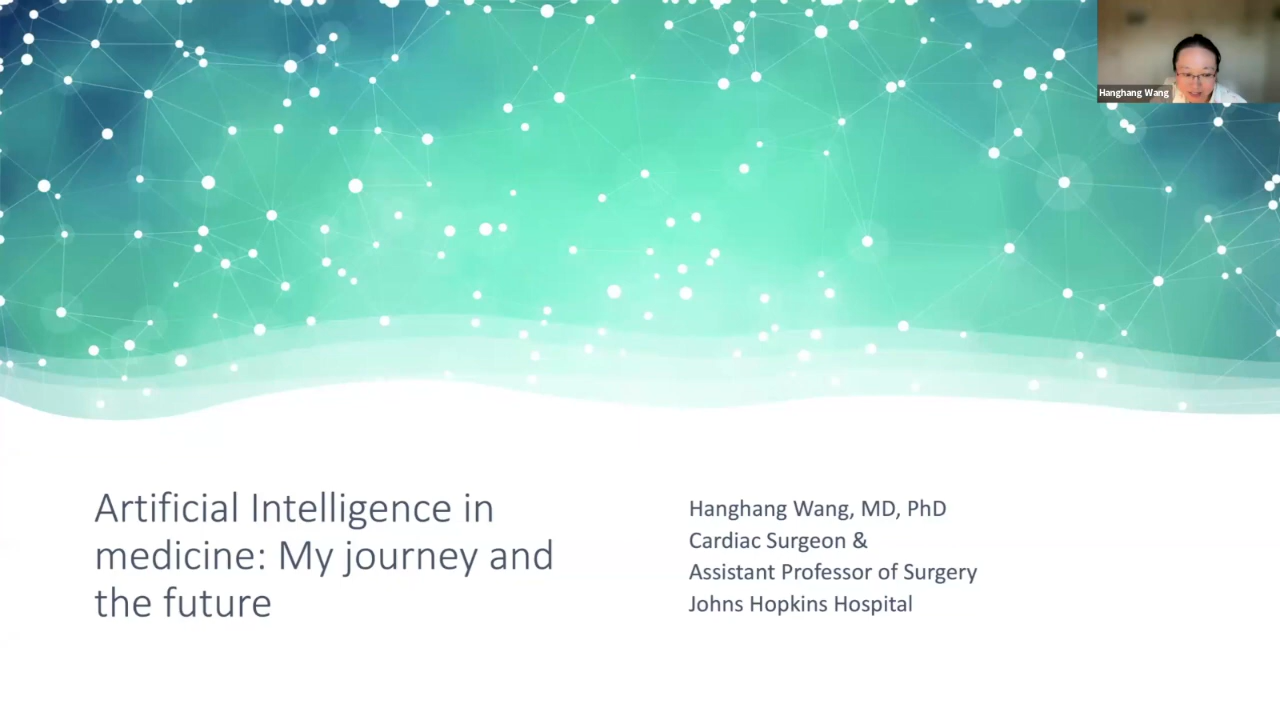 Hanghang Wang
Artificial Intelligence in
medicine: My journey and
the future
Hanghang Wang, MD, PhD
Cardiac Surgeon &
Assistant Professor of Surgery
Johns Hopkins Hospital